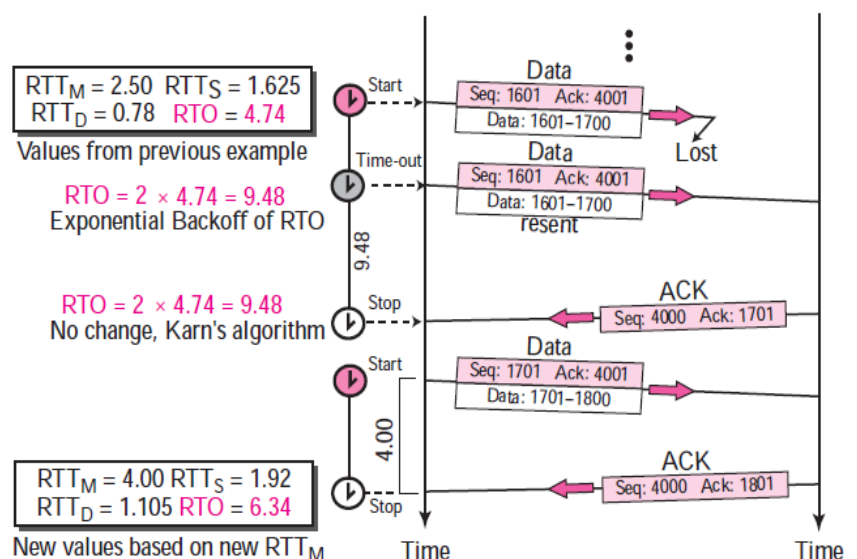 Data
RTTM = 2.50 RTTS = 1.625
RTTD = 0.78 RTO = 4.74
Values from previous example
Start
Seq: 1601 Ack: 4001
Data: 1601–1700
Lost
Time-out
Data
Seq: 1601 Ack: 4001
Data: 1601–1700
resent
RTO = 2 × 4.74 = 9.48
Exponential Backoff of RTO
9.48
RTO = 2 × 4.74 = 9.48
No change, Karn's algorithm
Stop
ACK
Seq: 4000 Ack: 1701
Start
Data
Seq: 1701 Ack: 4001
Data: 1701–1800
4.00
RTTM = 4.00 RTTS = 1.92
RTTD = 1.105 RTO = 6.34
New values based on new RTTM
Stop
ACK
Seq: 4000 Ack: 1801
Time
Time